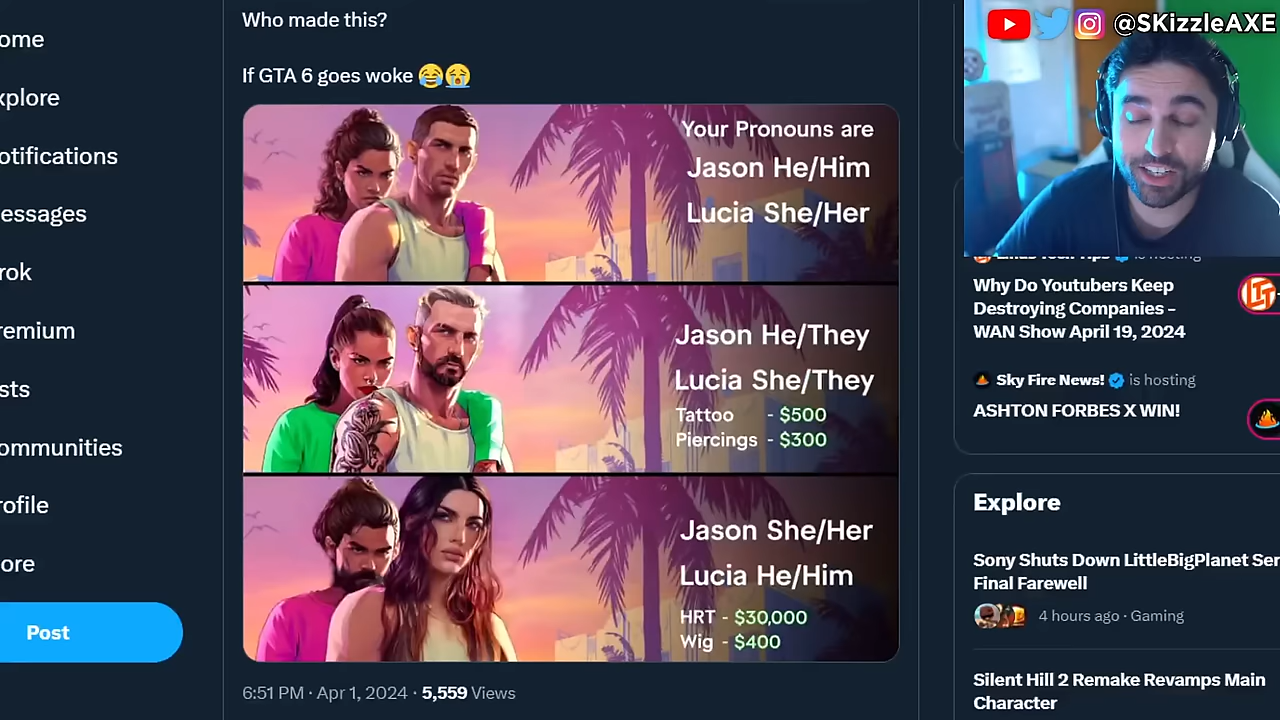 Who made this?
If GTA 6 goes woke 😂😭
Your Pronouns are
Jason He/Him
Lucia She/Her
Jason He/They
Lucia She/They
Tattoo - $500
Piercings - $300
Jason She/Her
Lucia He/Him
HRT - $30,000
Wig - $400
6:51 PM · Apr 1, 2024 · 5,559 Views
ome
xplore
otifications
essages
rok
remium
sts
ommunities
rofile
ore
Post
@SKizzleAXE
is hosting
Why Do Youtubers Keep
Destroying Companies -
WAN Show April 19, 2024
Sky Fire News! is hosting
ASHTON FORBES X WIN!
Explore
Sony Shuts Down LittleBigPlanet Ser
Final Farewell
4 hours ago · Gaming
Silent Hill 2 Remake Revamps Main
Character